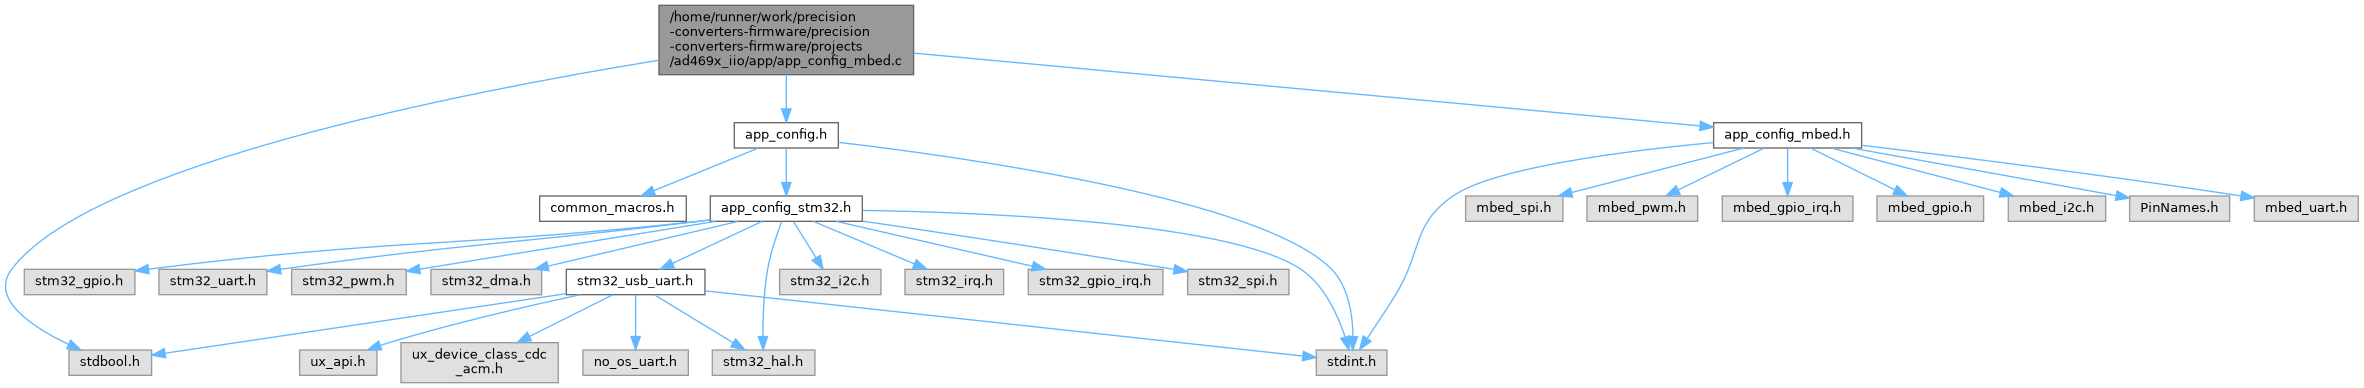 /home/runner/work/precision
-converters-firmware/precision
-converters-firmware/projects
/ad469x_iio/app/app_config_mbed.c
app_config.h
app_config_mbed.h
common_macros.h
app_config_stm32.h
mbed_spi.h
mbed_pwm.h
mbed_gpio_irq.h
mbed_gpio.h
mbed_i2c.h
PinNames.h
mbed_uart.h
stm32_gpio.h
stm32_uart.h
stm32_pwm.h
stm32_dma.h
stm32_usb_uart.h
stm32_i2c.h
stm32_irq.h
stm32_gpio_irq.h
stm32_spi.h
stdbool.h
ux_api.h
ux_device_class_cdc
_acm.h
no_os_uart.h
stm32_hal.h
stdint.h